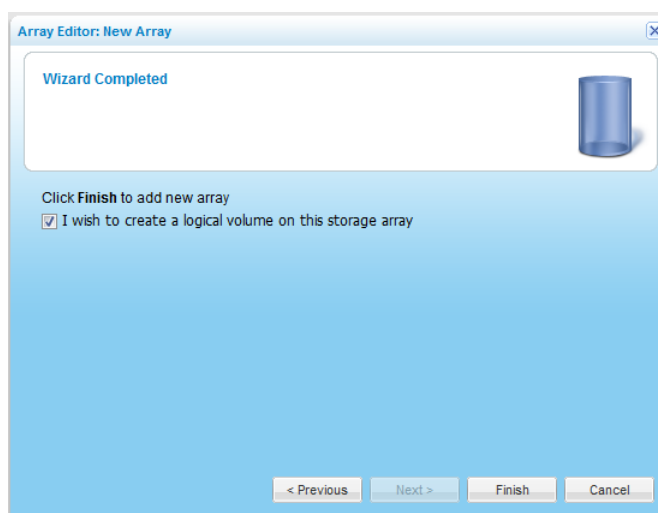 Array Editor: New Array
Wizard Completed
Click Finish to add new array
I wish to create a logical volume on this storage array
< Previous
Next >
Finish
Cancel